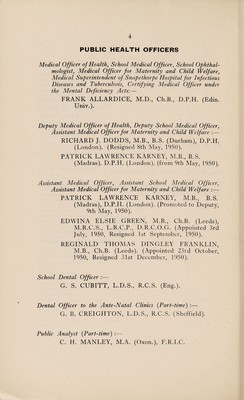 4
PUBLIC HEALTH OFFICERS
Medical Officer of Health, School Medical Officer, School Ophthal-
mologist, Medical Officer for Maternity and Child Welfare,
Medical Superintendent of Snapethorpe Hospital for Infectious
Diseases and Tuberculosis, Certifying Medical Officer under
the Mental Deficiency Acts:—
FRANK ALLARDICE, M.D., Ch.B., D.P.H. (Edin.
Univ.).
Deputy Medical Officer of Health, Deputy School Medical Officer,
Assistant Medical Officer for Maternity and Child Welfare :—
RICHARD J. DODDS, M.B., B.S. (Durham), D.P.H.
(London). (Resigned 8th May, 1950).
PATRICK LAWRENCE KARNEY, M.B., B.S.
(Madras). D.P.H. (London). (from 9th May, 1950).
Assistant Medical Officer, Assistant School Medical Officer,
Assistant Medical Officer for Maternity and Child Welfare :—
PATRICK LAWRENCE KARNEY, M.B., B.S.
(Madras), D.P.H. (London). (Promoted to Deputy,
9th May, 1950).
EDWINA ELSIE GREEN, M.B., Ch.B. (Leeds),
M.R.C.S., L.R.C.P., D.R.C.O.G. (Appointed 3rd
July, 1950, Resigned 1st September, 1950).
REGINALD THOMAS DINGLEY FRANKLIN,
M.B., Ch.B. (Leeds). (Appointed 23rd October,
1950, Resigned 31st December, 1950).
School Dental Officer :—
G. S. CUBITT, L.D.S., R.C.S. (Eng.).
Dental Officer to the Ante-Natal Clinics (Part-time) :—
G. B. CREIGHTON, L.D.S., R.C.S. (Sheffield).
Public Analyst (Part-time) :—
C. H. MANLEY, M.A. (Oxon.), F.R.I.C.